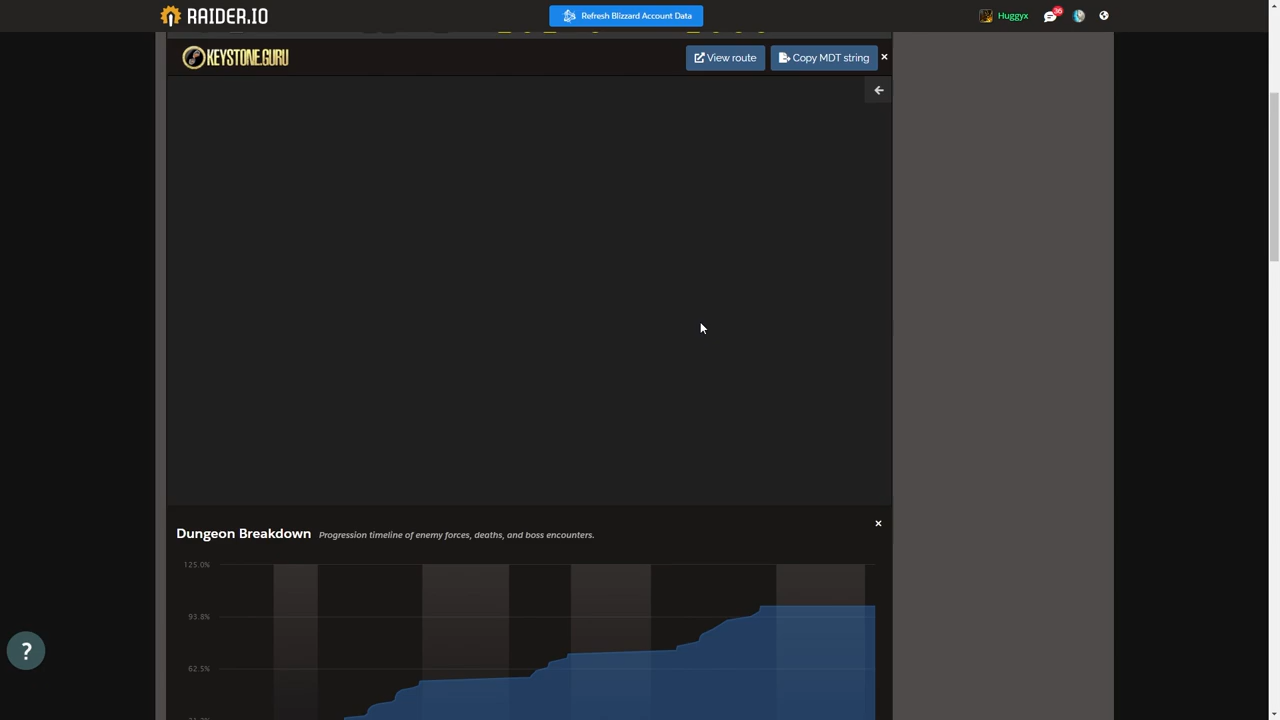 RAIDER.IO
Refresh Blizzard Account Data
Huggyx
36
KEYSTONE.GURU
View route
Copy MDT string
Dungeon Breakdown Progression timeline of enemy forces, deaths, and boss encounters.
125.0%
93.8%
62.5%
?